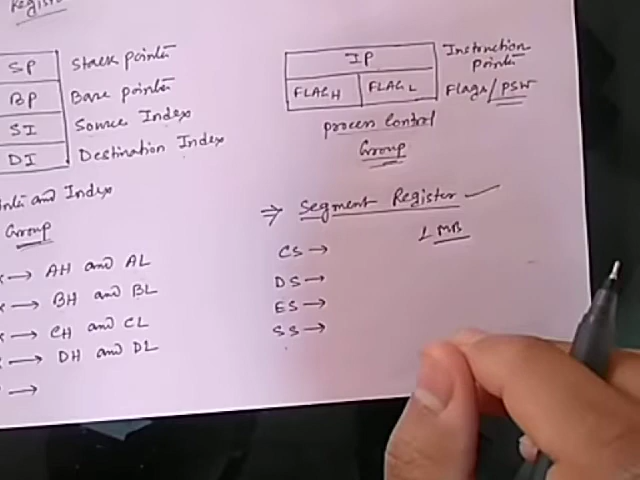 SP Stack pointer
BP Base pointer
SI Source Index
DI Destination Index
and Index
Group
→ AH and AL
→ BH and BL
→ CH and CL
→ DH and DL
→
IP Instruction pointer
FLAGH FLAGL Flags/PSW
process control
Group
⇒ Segment Register
1 MB
CS →
DS →
ES →
SS →